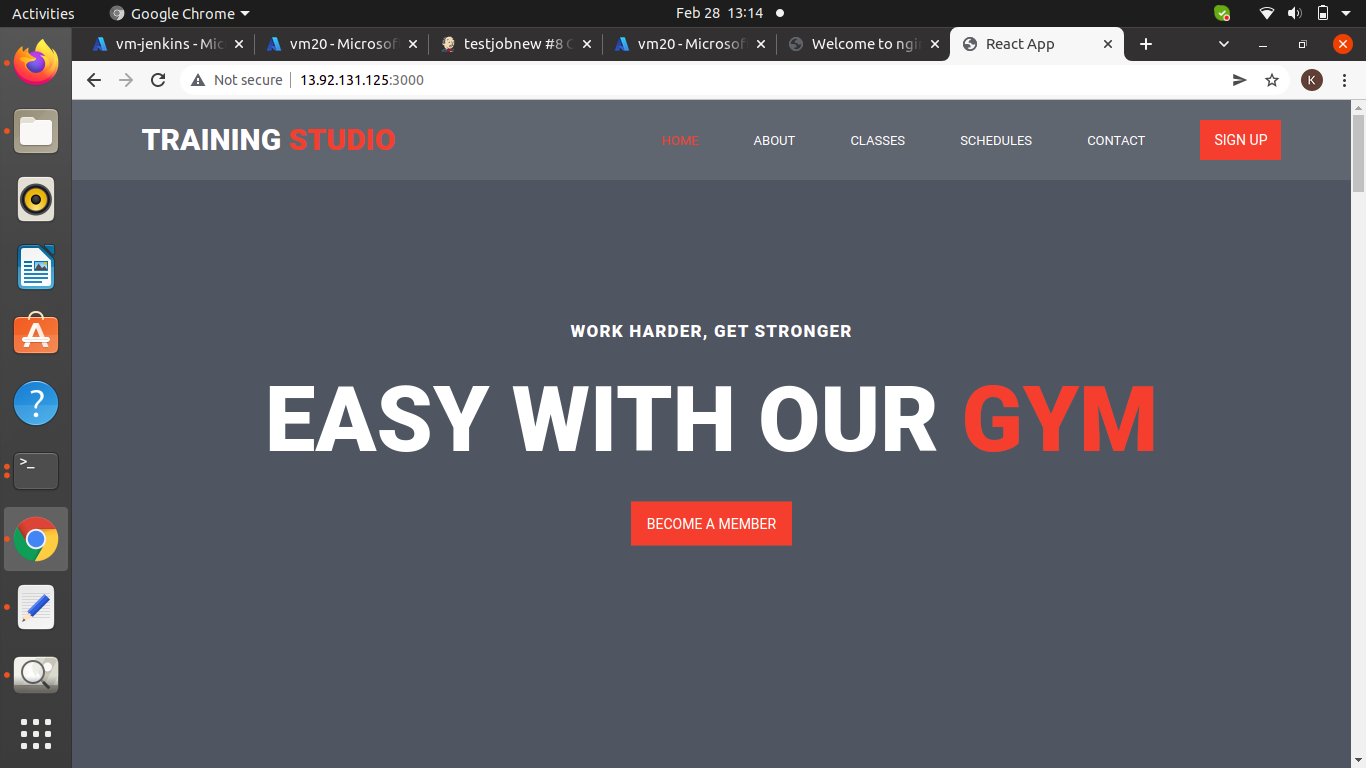 Activities Google Chrome Feb 28 13:14
vm-jenkins - Mic vm20 - Microsof testjobnew #8 C vm20 - Microsof Welcome to ngi React App
Not secure 13.92.131.125:3000 K
TRAINING STUDIO HOME ABOUT CLASSES SCHEDULES CONTACT SIGN UP
WORK HARDER, GET STRONGER
EASY WITH OUR GYM
BECOME A MEMBER